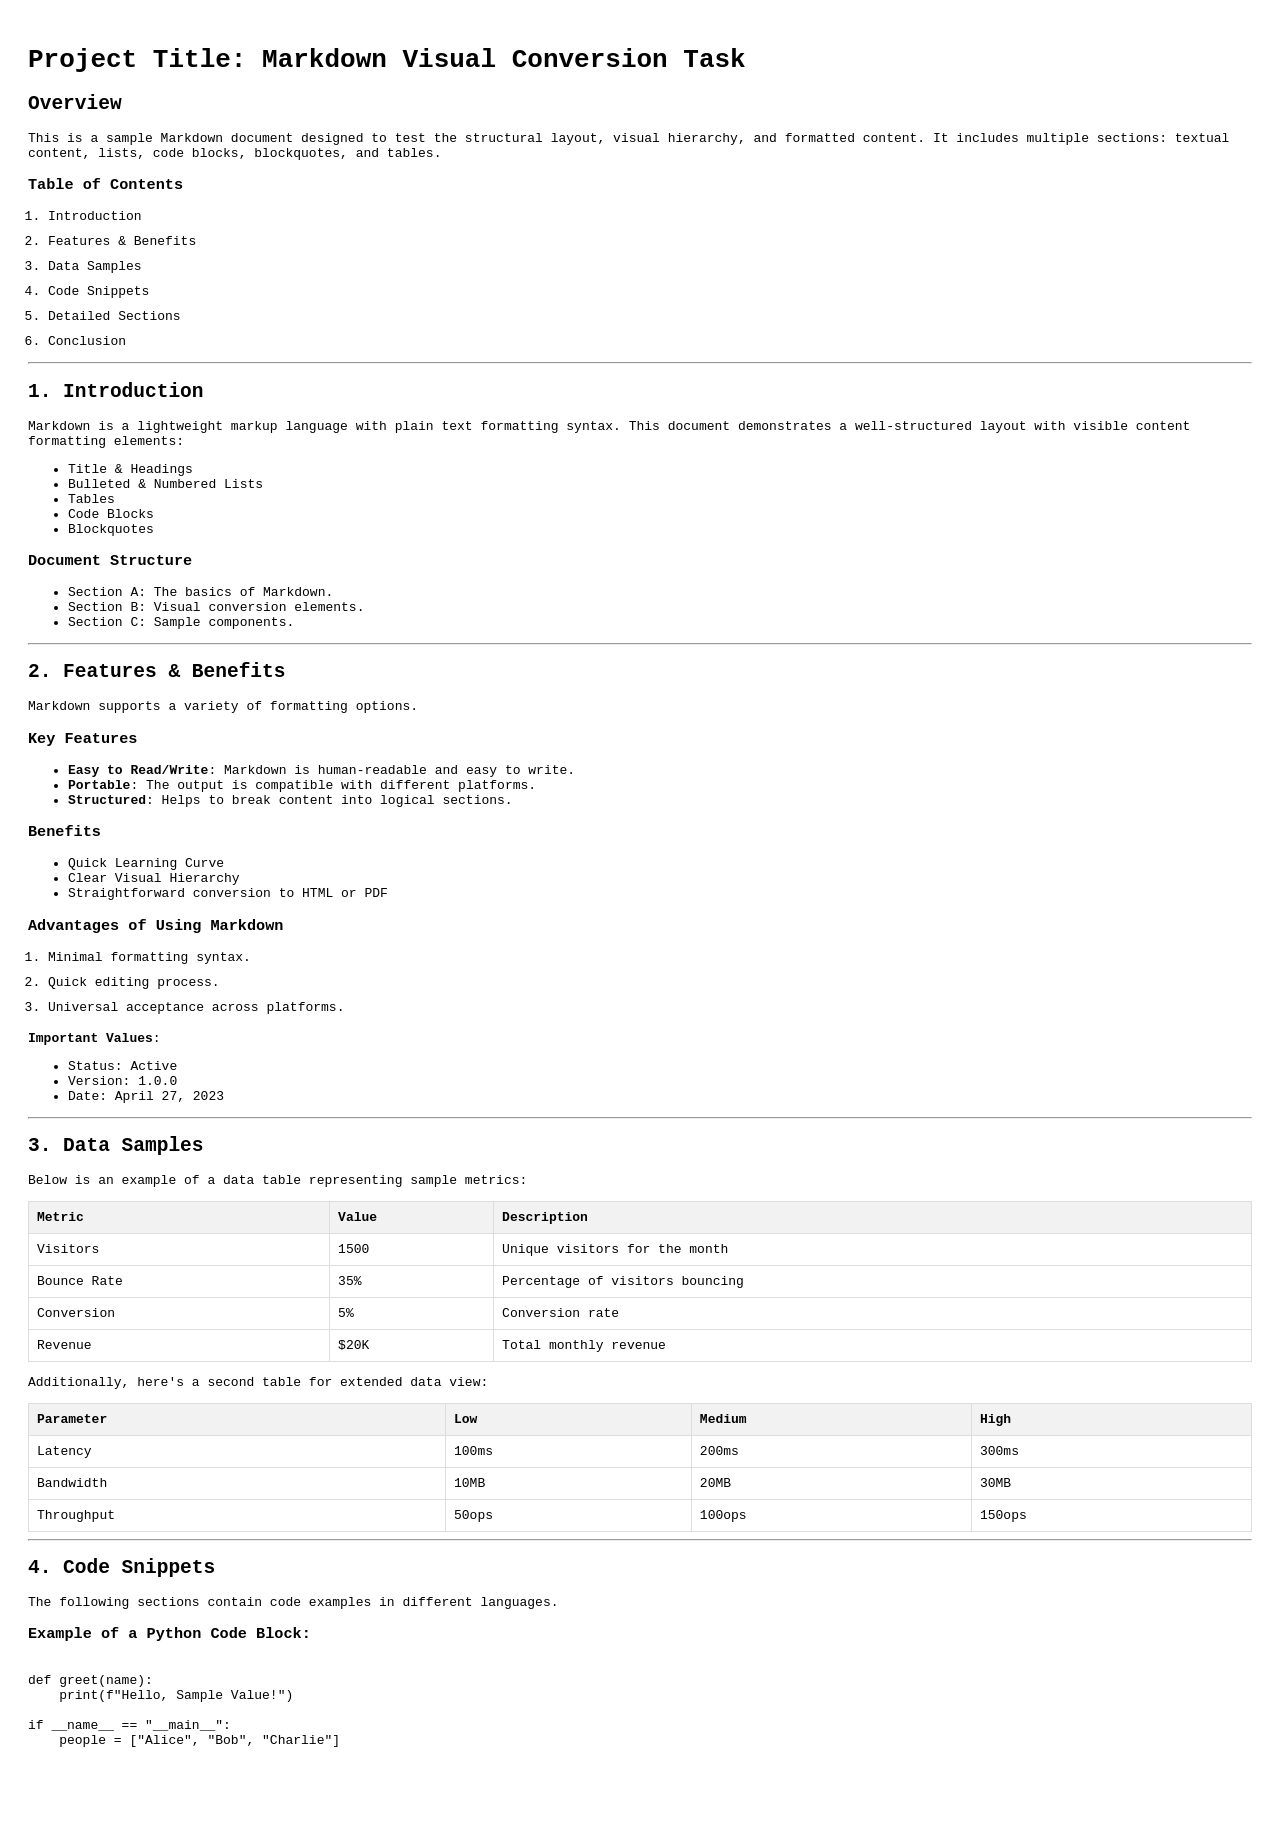 Project Title: Markdown Visual Conversion Task
Overview
This is a sample Markdown document designed to test the structural layout, visual hierarchy, and formatted content. It includes multiple sections: textual
content, lists, code blocks, blockquotes, and tables.
Table of Contents
1. Introduction
2. Features & Benefits
3. Data Samples
4. Code Snippets
5. Detailed Sections
6. Conclusion
1. Introduction
Markdown is a lightweight markup language with plain text formatting syntax. This document demonstrates a well-structured layout with visible content
formatting elements:
• Title & Headings
• Bulleted & Numbered Lists
• Tables
• Code Blocks
• Blockquotes
Document Structure
• Section A: The basics of Markdown.
• Section B: Visual conversion elements.
• Section C: Sample components.
2. Features & Benefits
Markdown supports a variety of formatting options.
Key Features
• Easy to Read/Write: Markdown is human-readable and easy to write.
• Portable: The output is compatible with different platforms.
• Structured: Helps to break content into logical sections.
Benefits
• Quick Learning Curve
• Clear Visual Hierarchy
• Straightforward conversion to HTML or PDF
Advantages of Using Markdown
1. Minimal formatting syntax.
2. Quick editing process.
3. Universal acceptance across platforms.
Important Values:
• Status: Active
• Version: 1.0.0
• Date: April 27, 2023
3. Data Samples
Below is an example of a data table representing sample metrics:
Metric Value Description
Visitors 1500 Unique visitors for the month
Bounce Rate 35% Percentage of visitors bouncing
Conversion 5% Conversion rate
Revenue $20K Total monthly revenue
Additionally, here's a second table for extended data view:
Parameter Low Medium High
Latency 100ms 200ms 300ms
Bandwidth 10MB 20MB 30MB
Throughput 50ops 100ops 150ops
4. Code Snippets
The following sections contain code examples in different languages.
Example of a Python Code Block:
def greet(name):
    print(f"Hello, Sample Value!")
if __name__ == "__main__":
    people = ["Alice", "Bob", "Charlie"]